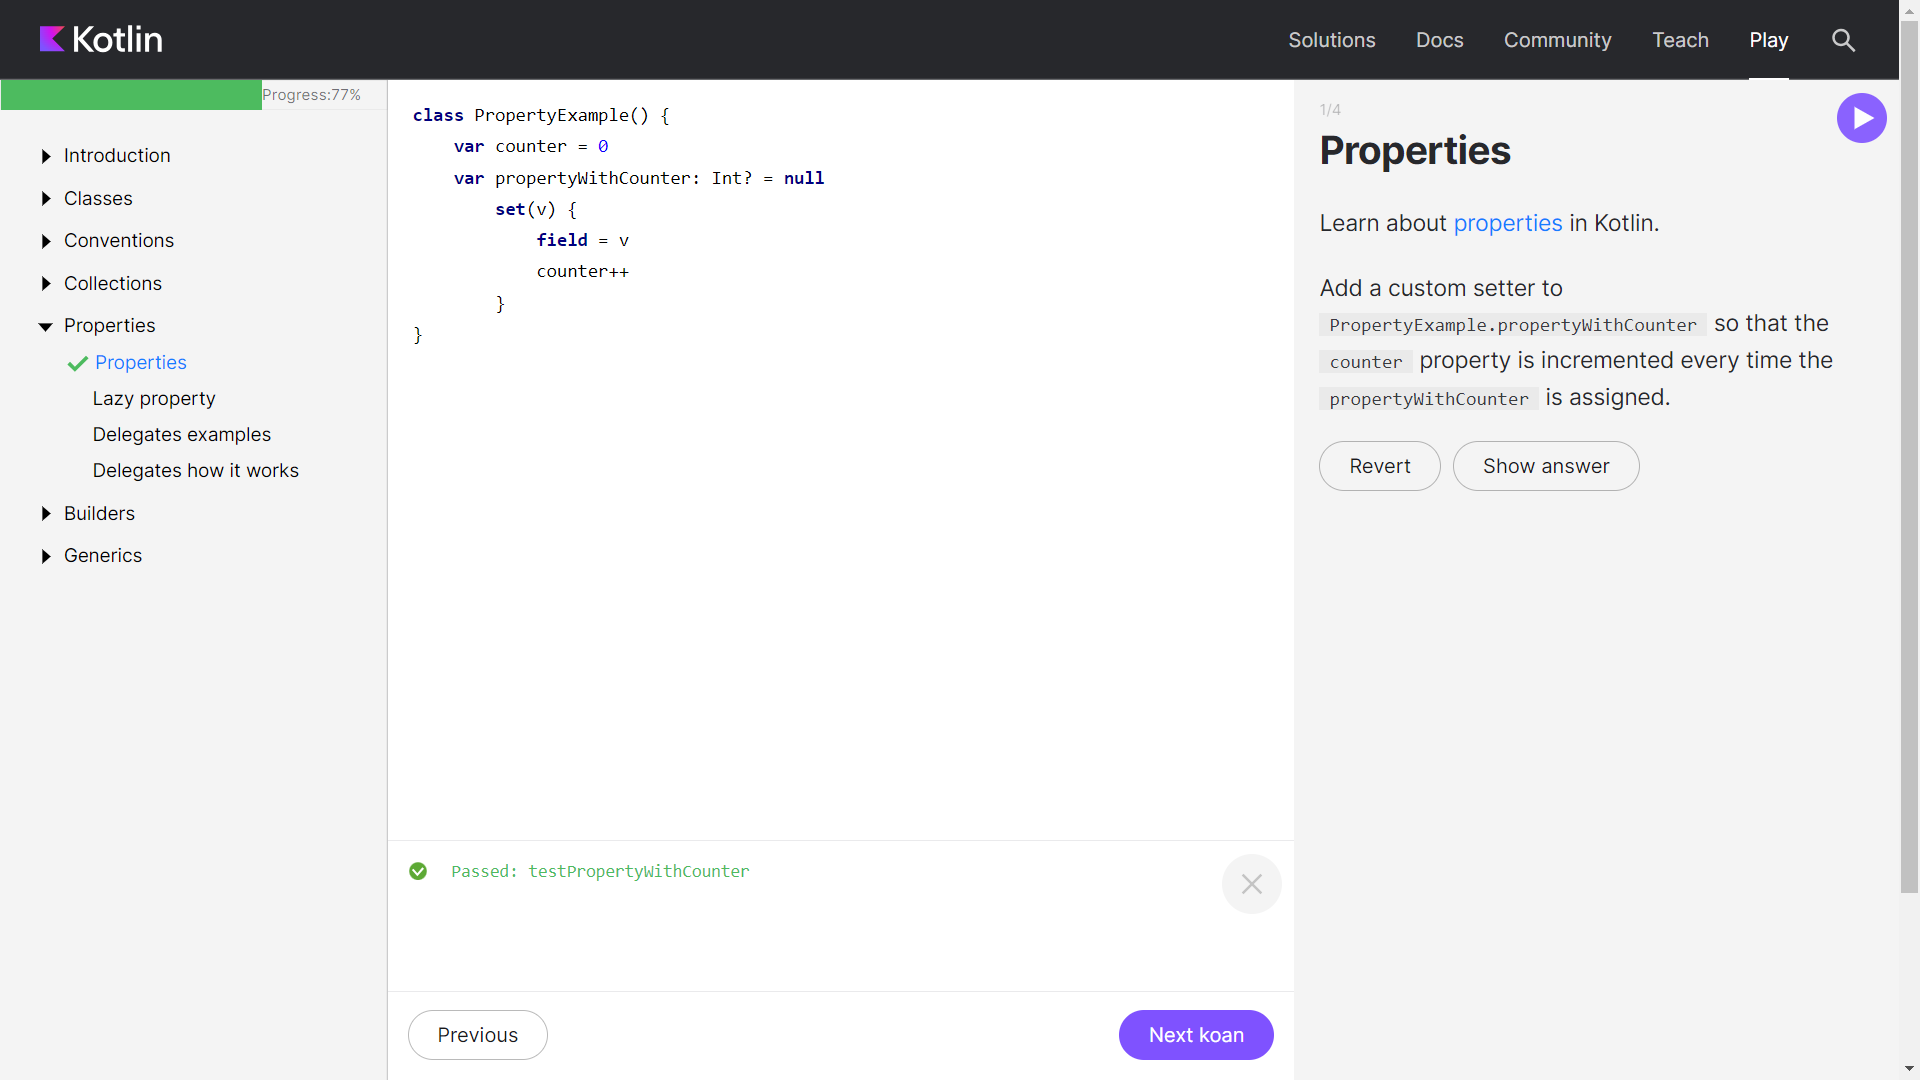 Kotlin
Solutions
Docs
Community
Teach
Play
Progress:77%
Introduction
Classes
Conventions
Collections
Properties
Properties
Lazy property
Delegates examples
Delegates how it works
Builders
Generics
class PropertyExample() {
    var counter = 0
    var propertyWithCounter: Int? = null
        set(v) {
            field = v
            counter++
        }
}
Passed: testPropertyWithCounter
Previous
Next koan
1/4
Properties
Learn about properties in Kotlin.
Add a custom setter to
PropertyExample.propertyWithCounter so that the
counter property is incremented every time the
propertyWithCounter is assigned.
Revert
Show answer